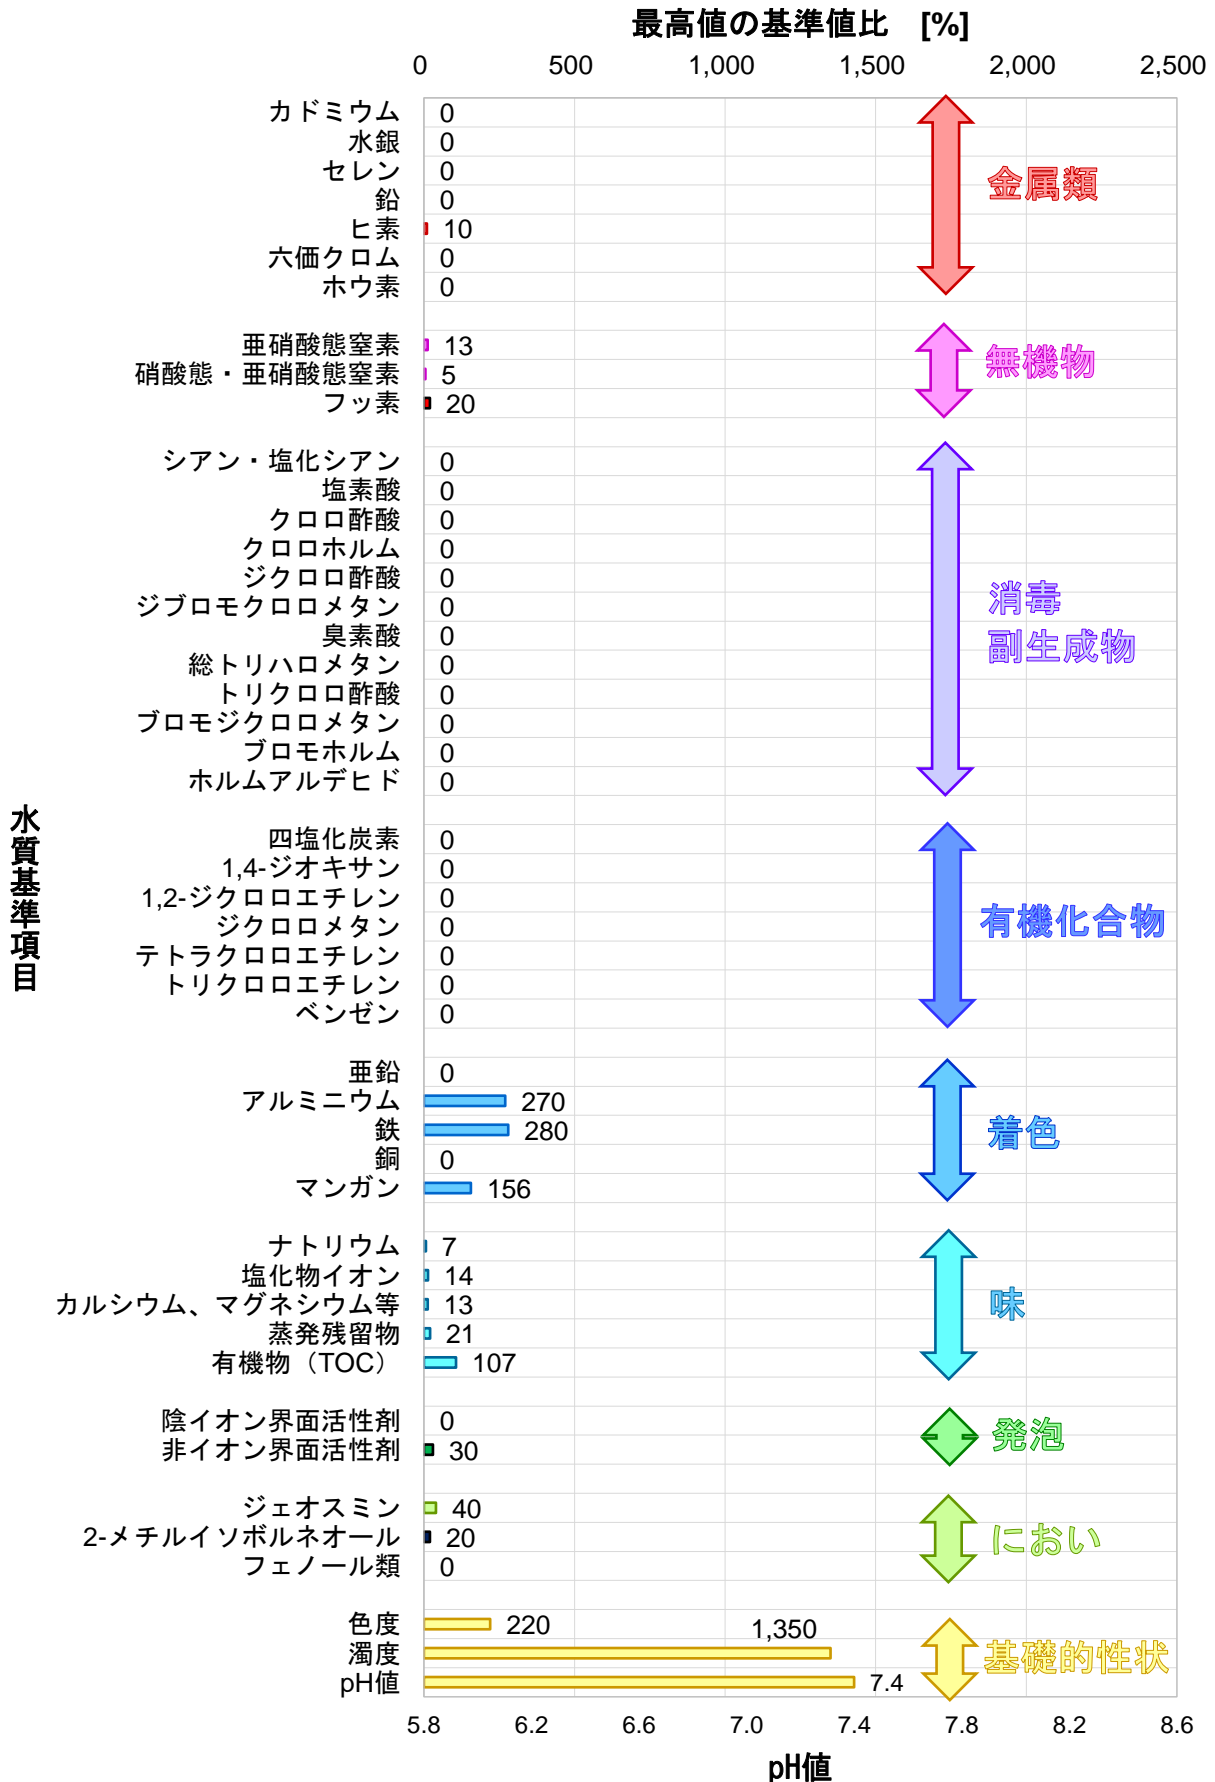 最高値の基準値比 [%]
0 500 1,000 1,500 2,000 2,500
カドミウム 0
水銀 0
セレン 0
鉛 0
ヒ素 10
六価クロム 0
ホウ素 0
金属類
亜硝酸態窒素 13
硝酸態・亜硝酸態窒素 5
フッ素 20
無機物
シアン・塩化シアン 0
塩素酸 0
クロロ酢酸 0
クロロホルム 0
ジクロロ酢酸 0
ジブロモクロロメタン 0
臭素酸 0
総トリハロメタン 0
トリクロロ酢酸 0
ブロモジクロロメタン 0
ブロモホルム 0
ホルムアルデヒド 0
消毒
副生成物
水質基準項目
四塩化炭素 0
1,4-ジオキサン 0
1,2-ジクロロエチレン 0
ジクロロメタン 0
テトラクロロエチレン 0
トリクロロエチレン 0
ベンゼン 0
有機化合物
亜鉛 0
アルミニウム 270
鉄 280
銅 0
マンガン 156
着色
ナトリウム 7
塩化物イオン 14
カルシウム、マグネシウム等 13
蒸発残留物 21
有機物（TOC） 107
味
陰イオン界面活性剤 0
非イオン界面活性剤 30
発泡
ジェオスミン 40
2-メチルイソボルネオール 20
フェノール類 0
におい
色度 220
濁度 1,350
pH値 7.4
基礎的性状
5.8 6.2 6.6 7.0 7.4 7.8 8.2 8.6
pH値